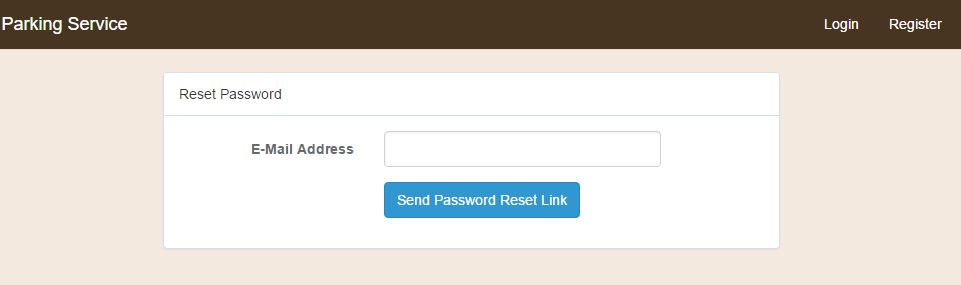 Parking Service
Login
Register
Reset Password
E-Mail Address
Send Password Reset Link